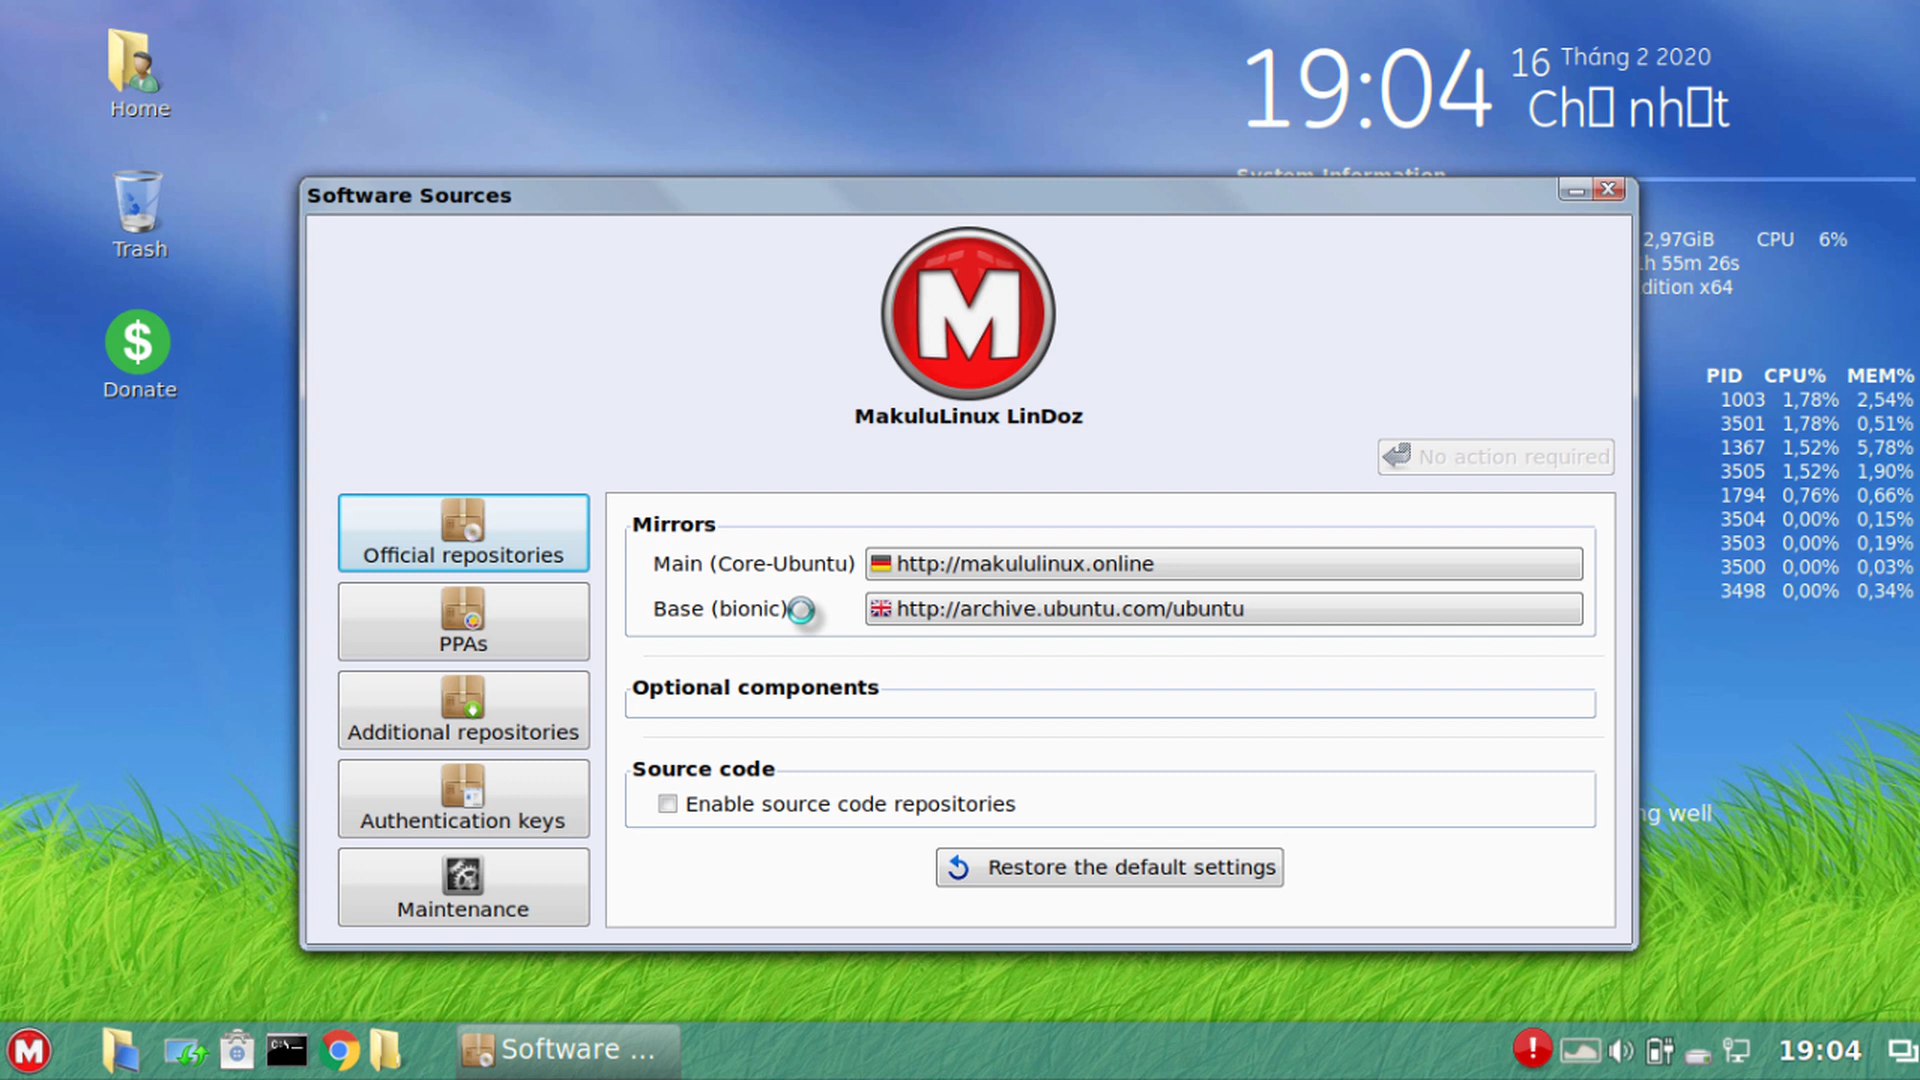 Home
Trash
Donate
19:04
16 Tháng 2 2020
Ch□ nh□t
System Information
Software Sources
2,97GiB CPU 6%
h 55m 26s
dition x64
M
MakuluLinux LinDoz
No action required
PID CPU% MEM%
1003 1,78% 2,54%
3501 1,78% 0,51%
1367 1,52% 5,78%
3505 1,52% 1,90%
1794 0,76% 0,66%
3504 0,00% 0,15%
3503 0,00% 0,19%
3500 0,00% 0,03%
3498 0,00% 0,34%
Official repositories
PPAs
Additional repositories
Authentication keys
Maintenance
Mirrors
Main (Core-Ubuntu) http://makululinux.online
Base (bionic) http://archive.ubuntu.com/ubuntu
Optional components
Source code
Enable source code repositories
Restore the default settings
ng well
M
C:\—
Software ...
19:04